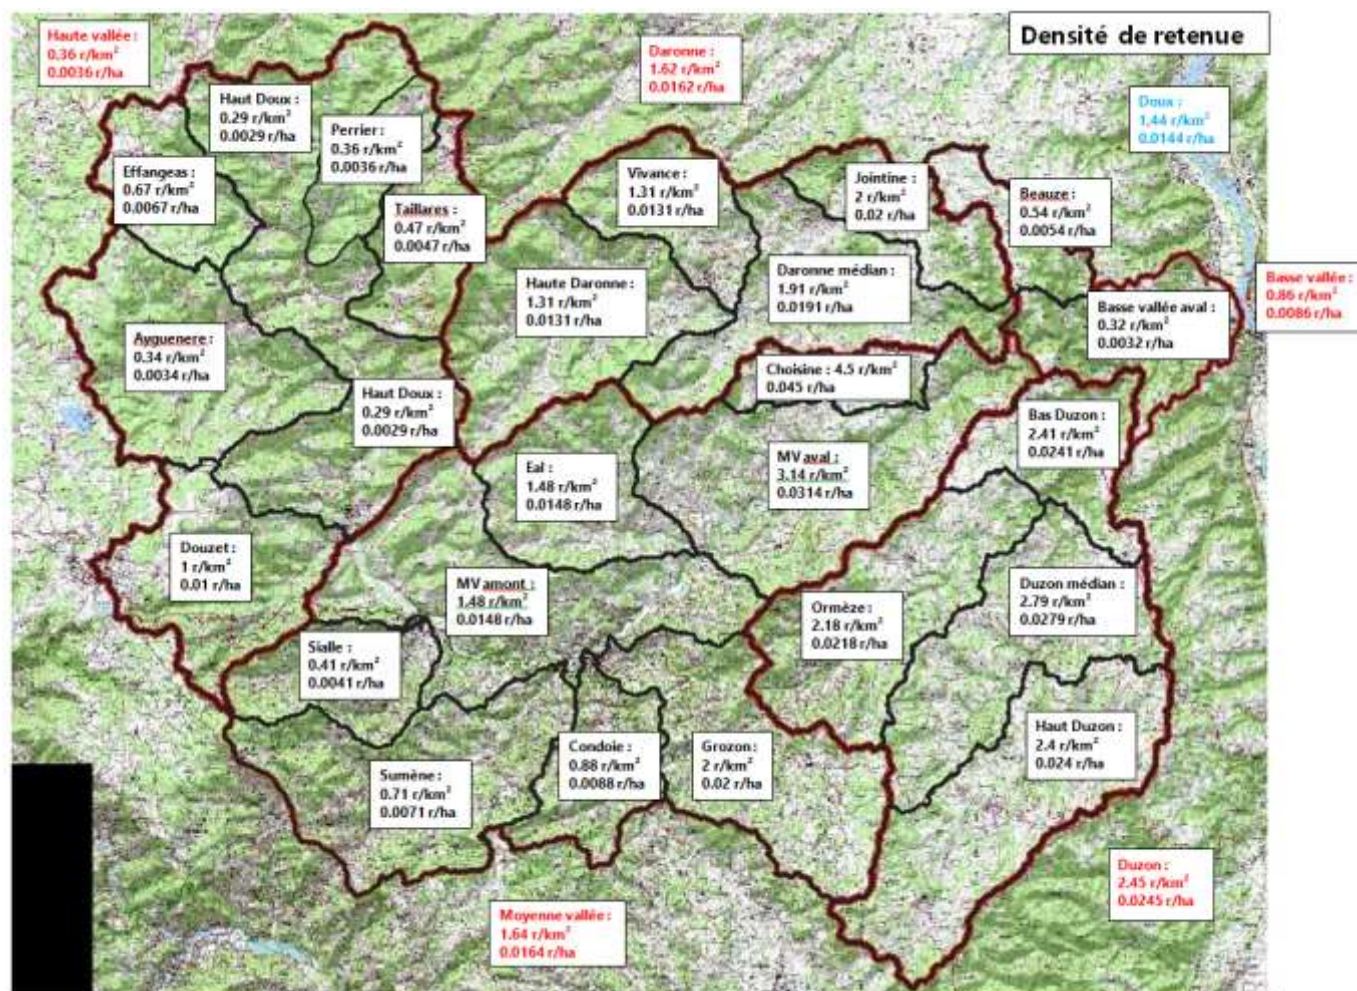 Densité de retenue
Haute vallée :
0.36 r/km²
0.0036 r/ha
Daronne :
1.62 r/km²
0.0162 r/ha
Doux :
1.44 r/km²
0.0144 r/ha
Haut Doux :
0.29 r/km²
0.0029 r/ha
Perrier :
0.36 r/km²
0.0036 r/ha
Effangeas :
0.67 r/km²
0.0067 r/ha
Taillares :
0.47 r/km²
0.0047 r/ha
Vivance :
1.31 r/km²
0.0131 r/ha
Jointine :
2 r/km²
0.02 r/ha
Beauze :
0.54 r/km²
0.0054 r/ha
Haute Daronne :
1.31 r/km²
0.0131 r/ha
Daronne médian :
1.91 r/km²
0.0191 r/ha
Basse vallée :
0.86 r/km²
0.0086 r/ha
Basse vallée aval :
0.32 r/km²
0.0032 r/ha
Ayguenere :
0.34 r/km²
0.0034 r/ha
Choisine : 4.5 r/km²
0.045 r/ha
Haut Doux :
0.29 r/km²
0.0029 r/ha
Bas Duzon :
2.41 r/km²
0.0241 r/ha
Eal :
1.48 r/km²
0.0148 r/ha
MV aval :
3.14 r/km²
0.0314 r/ha
Douzet :
1 r/km²
0.01 r/ha
MV amont :
1.48 r/km²
0.0148 r/ha
Ormèze :
2.18 r/km²
0.0218 r/ha
Duzon médian :
2.79 r/km²
0.0279 r/ha
Sialle :
0.41 r/km²
0.0041 r/ha
Haut Duzon :
2.4 r/km²
0.024 r/ha
Condoie :
0.88 r/km²
0.0088 r/ha
Grozon :
2 r/km²
0.02 r/ha
Sumène :
0.71 r/km²
0.0071 r/ha
Duzon :
2.45 r/km²
0.0245 r/ha
Moyenne vallée :
1.64 r/km²
0.0164 r/ha